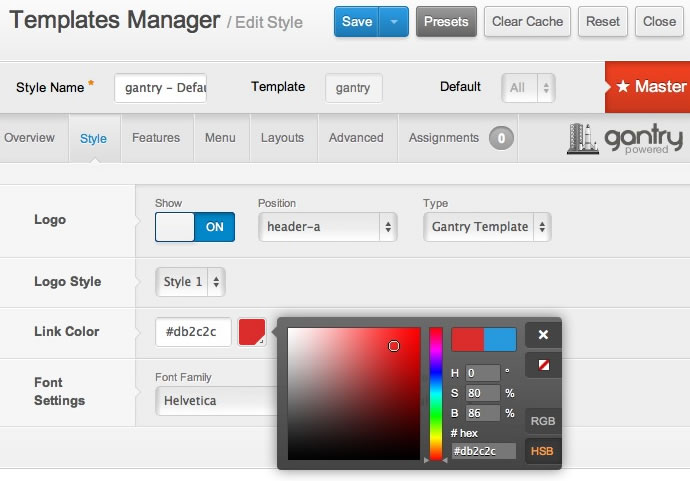 Templates Manager / Edit Style
Save
Presets
Clear Cache
Reset
Close
Style Name *
gantry – Defau
Template
gantry
Default
All
★ Master
Overview
Style
Features
Menu
Layouts
Advanced
Assignments
0
gantry
powered
Logo
Show
ON
Position
header-a
Type
Gantry Template
Logo Style
Style 1
Link Color
#db2c2c
H 0 °
S 80 %
B 86 %
# hex
#db2c2c
RGB
HSB
Font
Settings
Font Family
Helvetica